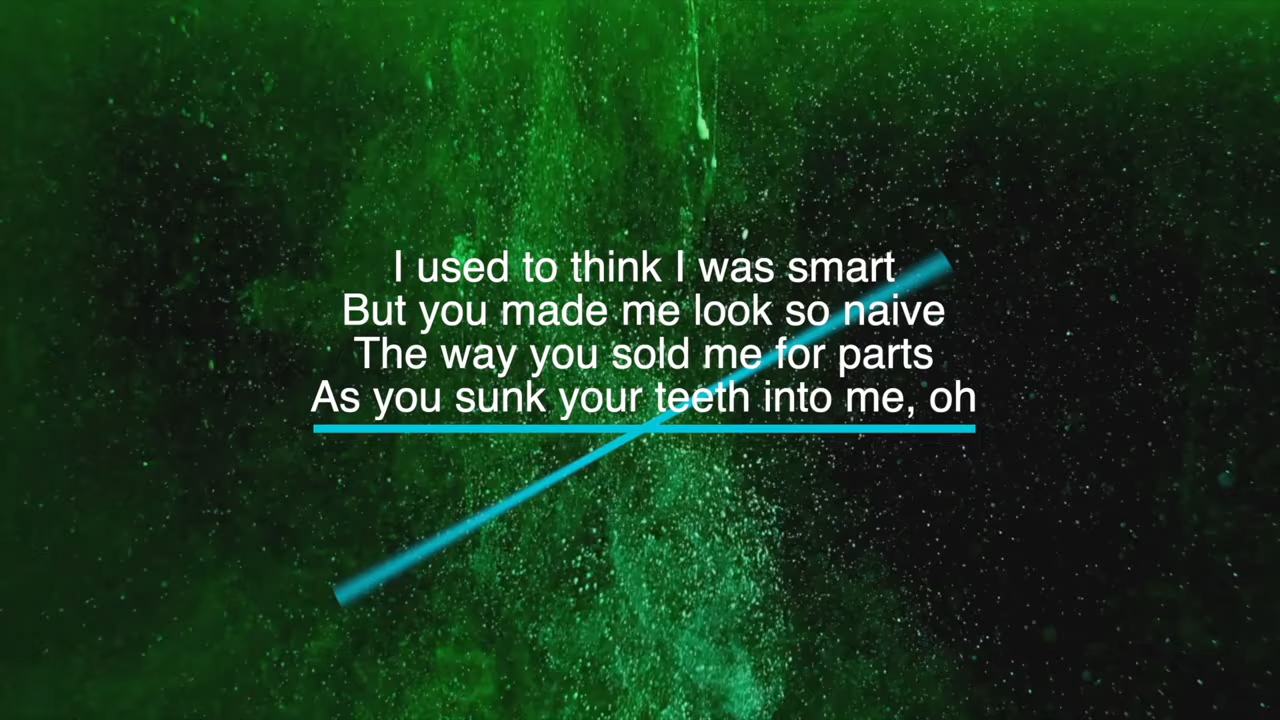 I used to think I was smart
But you made me look so naive
The way you sold me for parts
As you sunk your teeth into me, oh